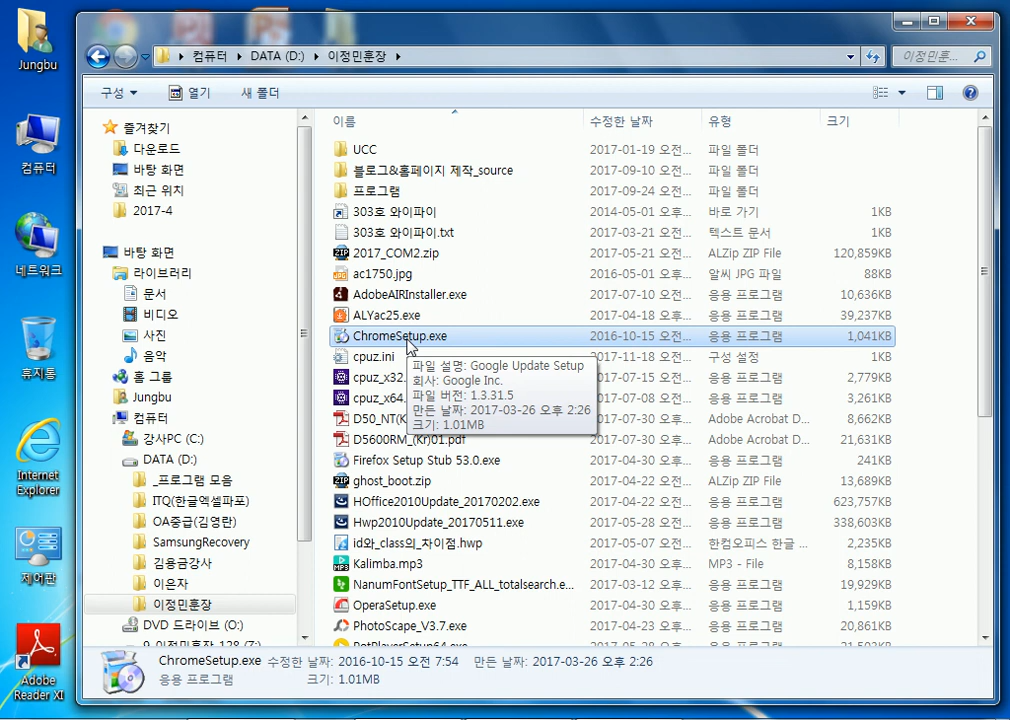 Jungbu
컴퓨터
네트워크
휴지통
Internet
Explorer
제어판
Adobe
Reader XI
컴퓨터 ▸ DATA (D:) ▸ 이정민훈장 ▸
이정민훈...
구성 ▾ 열기 새 폴더
즐겨찾기
다운로드
바탕 화면
최근 위치
2017-4
바탕 화면
라이브러리
문서
비디오
사진
음악
홈 그룹
Jungbu
컴퓨터
강사PC (C:)
DATA (D:)
_프로그램 모음
ITQ(한글엑셀파포)
OA중급(김영란)
SamsungRecovery
김용금강사
이은자
이정민훈장
DVD 드라이브 (O:)
이름 수정한 날짜 유형 크기
UCC 2017-01-19 오전... 파일 폴더
블로그&홈페이지 제작_source 2017-09-10 오전... 파일 폴더
프로그램 2017-09-24 오전... 파일 폴더
303호 와이파이 2014-05-01 오후... 바로 가기 1KB
303호 와이파이.txt 2017-03-21 오전... 텍스트 문서 1KB
2017_COM2.zip 2017-05-21 오전... ALZip ZIP File 120,859KB
ac1750.jpg 2016-05-01 오후... 알씨 JPG 파일 88KB
AdobeAIRInstaller.exe 2017-07-10 오전... 응용 프로그램 10,636KB
ALYac25.exe 2017-04-18 오후... 응용 프로그램 39,237KB
ChromeSetup.exe 2016-10-15 오전... 응용 프로그램 1,041KB
cpuz.ini 2017-11-18 오전... 구성 설정 1KB
cpuz_x32. 2017-07-15 오전... 응용 프로그램 2,779KB
cpuz_x64. 2017-07-08 오전... 응용 프로그램 3,261KB
D50_NT(K 2017-04-30 오후... Adobe Acrobat D... 8,662KB
D5600RM_(Kr)01.pdf 2017-04-30 오후... Adobe Acrobat D... 21,631KB
Firefox Setup Stub 53.0.exe 2017-04-30 오후... 응용 프로그램 241KB
ghost_boot.zip 2017-04-22 오후... ALZip ZIP File 13,689KB
HOffice2010Update_20170202.exe 2017-04-22 오후... 응용 프로그램 623,757KB
Hwp2010Update_20170511.exe 2017-05-28 오전... 응용 프로그램 338,603KB
id와_class의_차이점.hwp 2017-05-07 오후... 한컴오피스 한글 ... 2,235KB
Kalimba.mp3 2017-04-30 오후... MP3 - File 8,158KB
NanumFontSetup_TTF_ALL_totalsearch.e... 2017-03-12 오후... 응용 프로그램 19,929KB
OperaSetup.exe 2017-04-30 오후... 응용 프로그램 1,159KB
PhotoScape_V3.7.exe 2017-04-23 오후... 응용 프로그램 20,861KB
파일 설명: Google Update Setup
회사: Google Inc.
파일 버전: 1.3.31.5
만든 날짜: 2017-03-26 오후 2:26
크기: 1.01MB
ChromeSetup.exe 수정한 날짜: 2016-10-15 오전 7:54 만든 날짜: 2017-03-26 오후 2:26
응용 프로그램 크기: 1.01MB